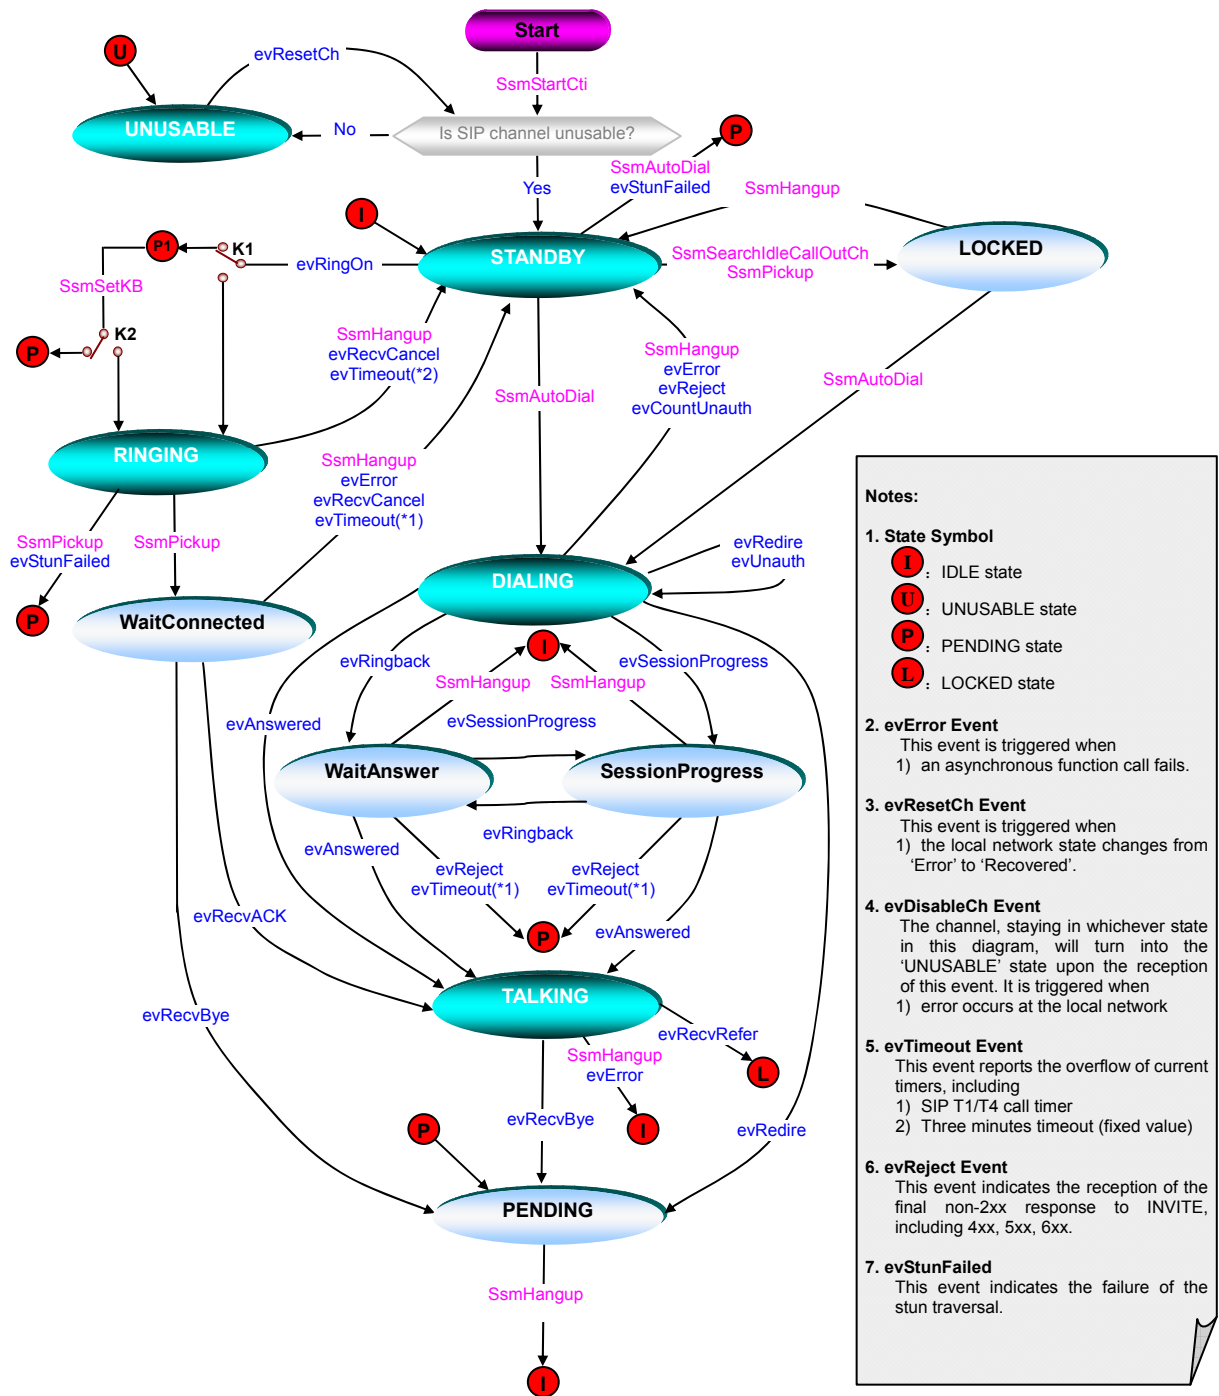 Start
U
evResetCh
SsmStartCti
UNUSABLE
No
Is SIP channel unusable?
P
SsmAutoDial
evStunFailed
Yes
SsmHangup
I
P1
K1
evRingOn
STANDBY
SsmSearchIdleCallOutCh
SsmPickup
LOCKED
SsmSetKB
K2
P
SsmHangup
evRecvCancel
evTimeout(*2)
SsmHangup
evError
evReject
evCountUnauth
SsmAutoDial
SsmAutoDial
RINGING
SsmHangup
evError
evRecvCancel
evTimeout(*1)
SsmPickup
evStunFailed
SsmPickup
evRedire
evUnauth
DIALING
P
WaitConnected
evRingback
I
evSessionProgress
SsmHangup
SsmHangup
evAnswered
evSessionProgress
WaitAnswer
SessionProgress
evRingback
evAnswered
evReject
evTimeout(*1)
evReject
evTimeout(*1)
evRecvACK
P
evAnswered
TALKING
evRecvBye
evRecvRefer
SsmHangup
evError
L
evRecvBye
P
I
evRedire
PENDING
SsmHangup
I
Notes:
1. State Symbol
I : IDLE state
U : UNUSABLE state
P : PENDING state
L : LOCKED state
2. evError Event
This event is triggered when
1) an asynchronous function call fails.
3. evResetCh Event
This event is triggered when
1) the local network state changes from
‘Error’ to ‘Recovered’.
4. evDisableCh Event
The channel, staying in whichever state
in this diagram, will turn into the
‘UNUSABLE’ state upon the reception
of this event. It is triggered when
1) error occurs at the local network
5. evTimeout Event
This event reports the overflow of current
timers, including
1) SIP T1/T4 call timer
2) Three minutes timeout (fixed value)
6. evReject Event
This event indicates the reception of the
final non-2xx response to INVITE,
including 4xx, 5xx, 6xx.
7. evStunFailed
This event indicates the failure of the
stun traversal.